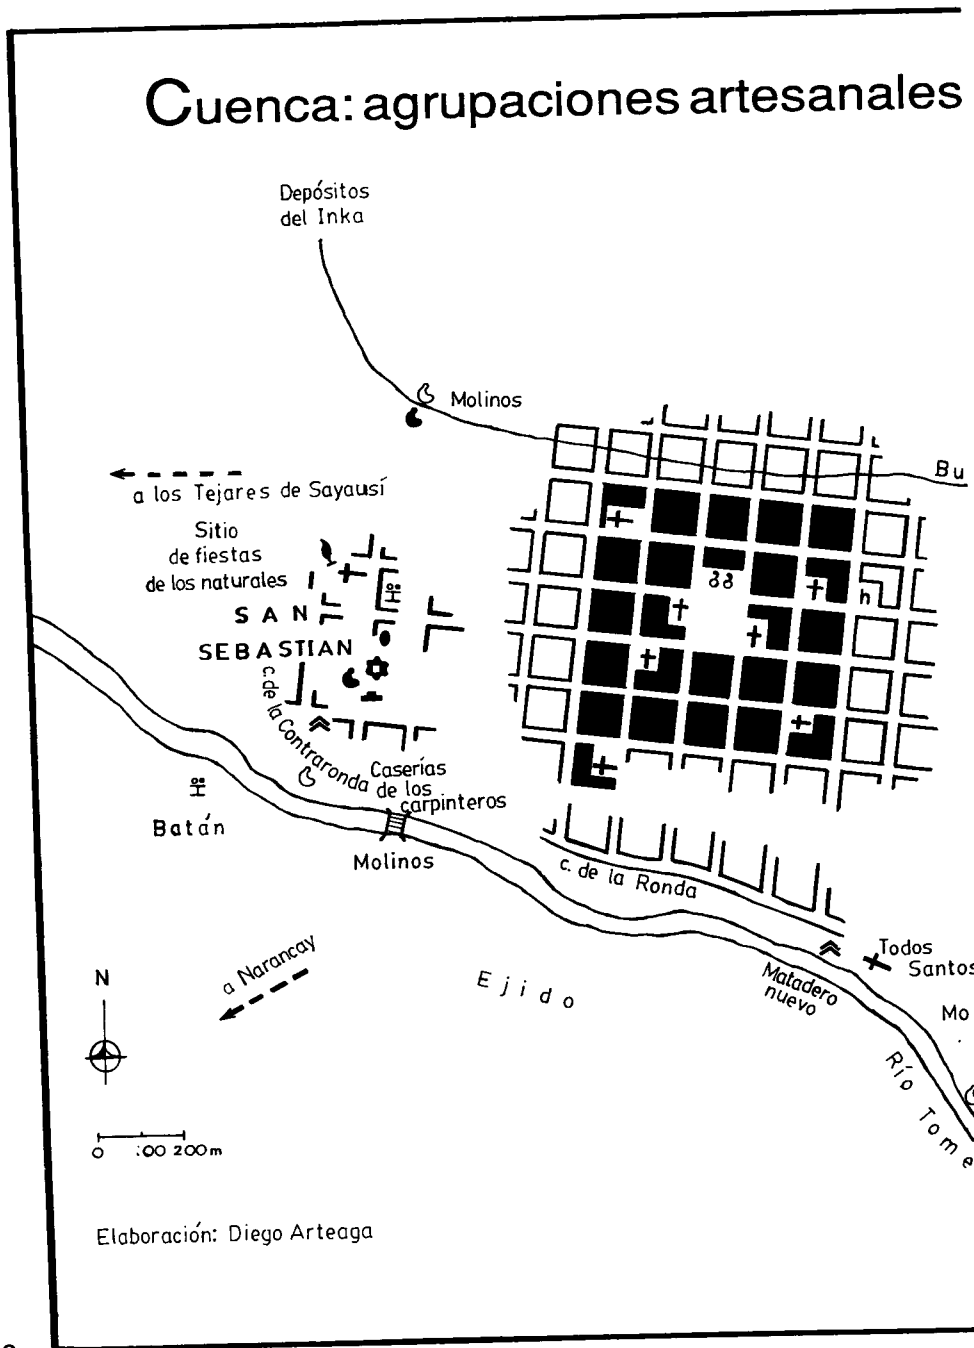 Cuenca: agrupaciones artesanales
Depósitos
del Inka
Molinos
Bu
a los Tejares de Sayausí
Sitio
de fiestas
de los naturales
SAN
SEBASTIAN
c. de la Contraronda
Caserías
de los
carpinteros
h
Batán
Molinos
c. de la Ronda
Todos
Santos
Matadero
nuevo
Mo
a Narancay
Ejido
N
Río Tome
0 100 200m
Elaboración: Diego Arteaga